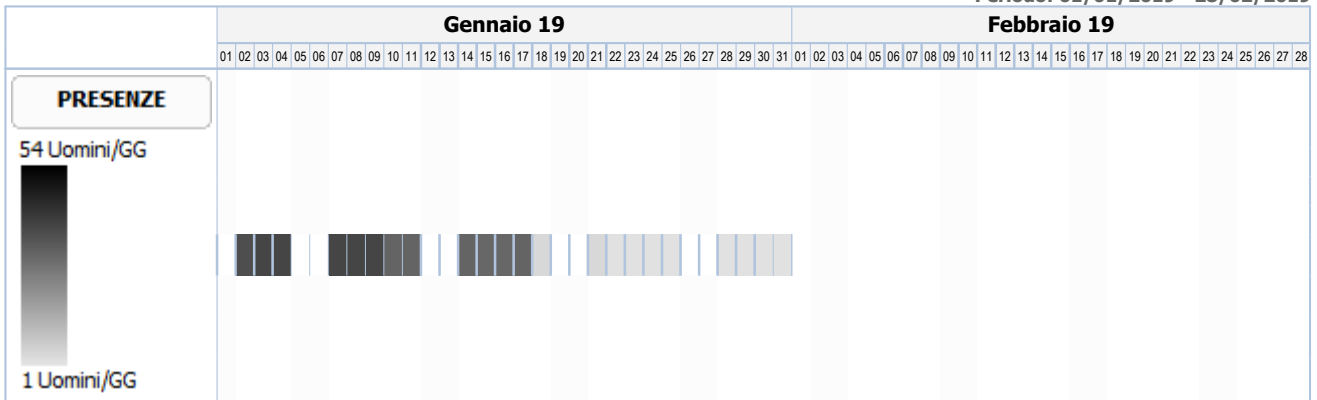 Gennaio 19 Febbraio 19
01 02 03 04 05 06 07 08 09 10 11 12 13 14 15 16 17 18 19 20 21 22 23 24 25 26 27 28 29 30 31 01 02 03 04 05 06 07 08 09 10 11 12 13 14 15 16 17 18 19 20 21 22 23 24 25 26 27 28
PRESENZE
54 Uomini/GG
1 Uomini/GG